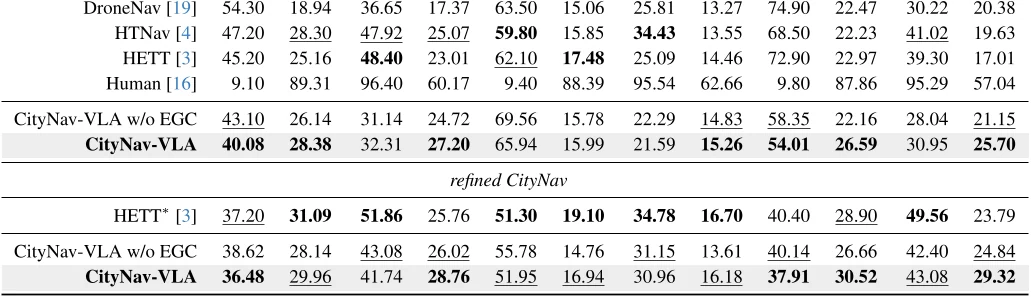 DroneNav [19] 54.30 18.94 36.65 17.37 63.50 15.06 25.81 13.27 74.90 22.47 30.22 20.38
HTNav [4] 47.20 28.30 47.92 25.07 59.80 15.85 34.43 13.55 68.50 22.23 41.02 19.63
HETT [3] 45.20 25.16 48.40 23.01 62.10 17.48 25.09 14.46 72.90 22.97 39.30 17.01
Human [16] 9.10 89.31 96.40 60.17 9.40 88.39 95.54 62.66 9.80 87.86 95.29 57.04
CityNav-VLA w/o EGC 43.10 26.14 31.14 24.72 69.56 15.78 22.29 14.83 58.35 22.16 28.04 21.15
CityNav-VLA 40.08 28.38 32.31 27.20 65.94 15.99 21.59 15.26 54.01 26.59 30.95 25.70
refined CityNav
HETT* [3] 37.20 31.09 51.86 25.76 51.30 19.10 34.78 16.70 40.40 28.90 49.56 23.79
CityNav-VLA w/o EGC 38.62 28.14 43.08 26.02 55.78 14.76 31.15 13.61 40.14 26.66 42.40 24.84
CityNav-VLA 36.48 29.96 41.74 28.76 51.95 16.94 30.96 16.18 37.91 30.52 43.08 29.32